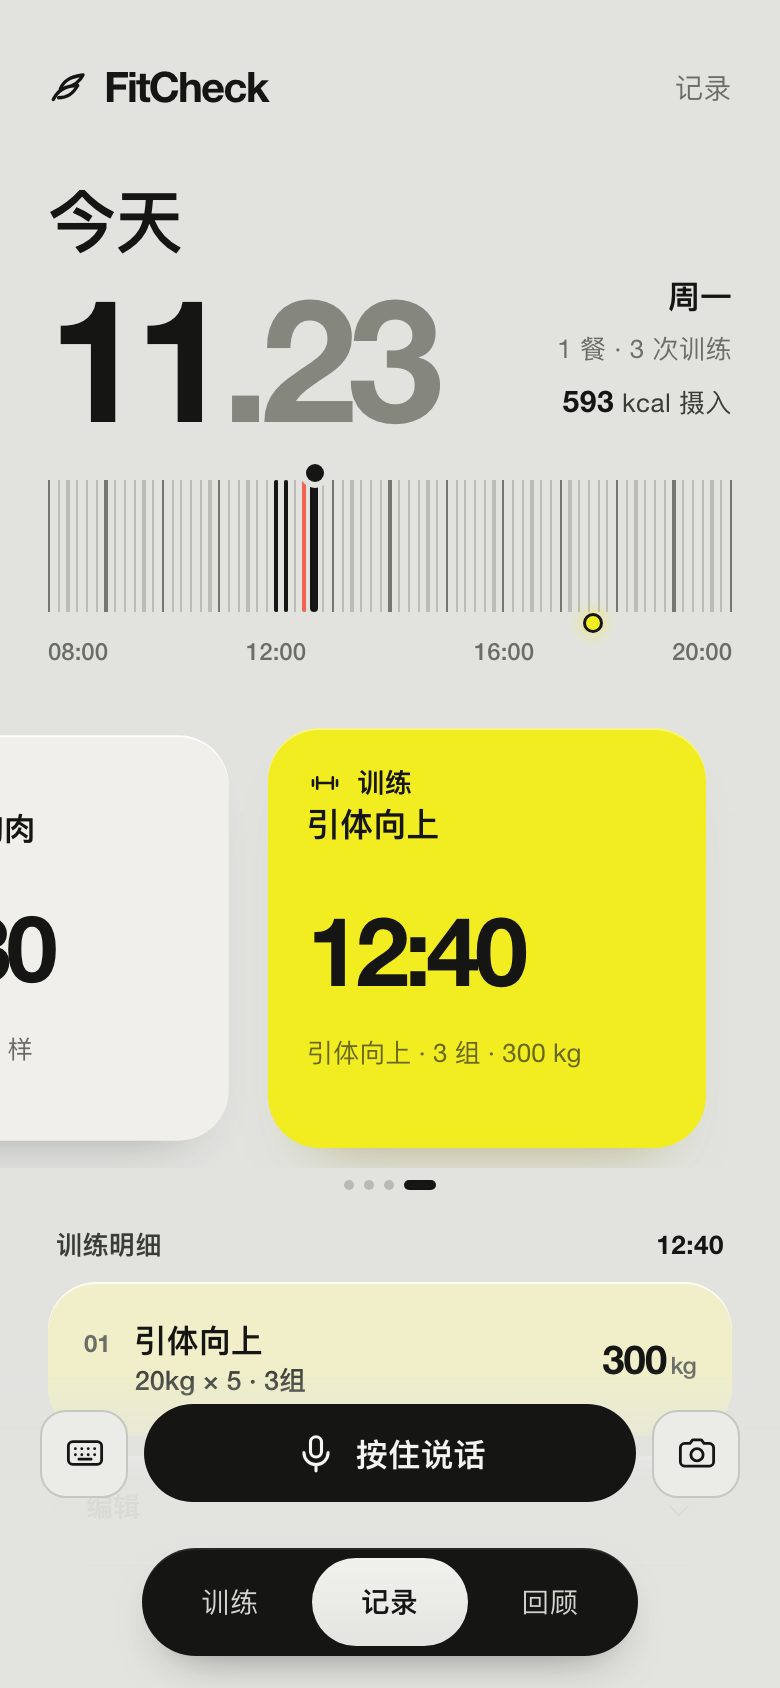 FitCheck
记录
今天
11.23
周一
1 餐 · 3 次训练
593 kcal 摄入
08:00 12:00 16:00 20:00
肉
30
样
训练
引体向上
12:40
引体向上 · 3 组 · 300 kg
训练明细
12:40
01 引体向上
20kg × 5 · 3组
300 kg
按住说话
编辑
训练 记录 回顾